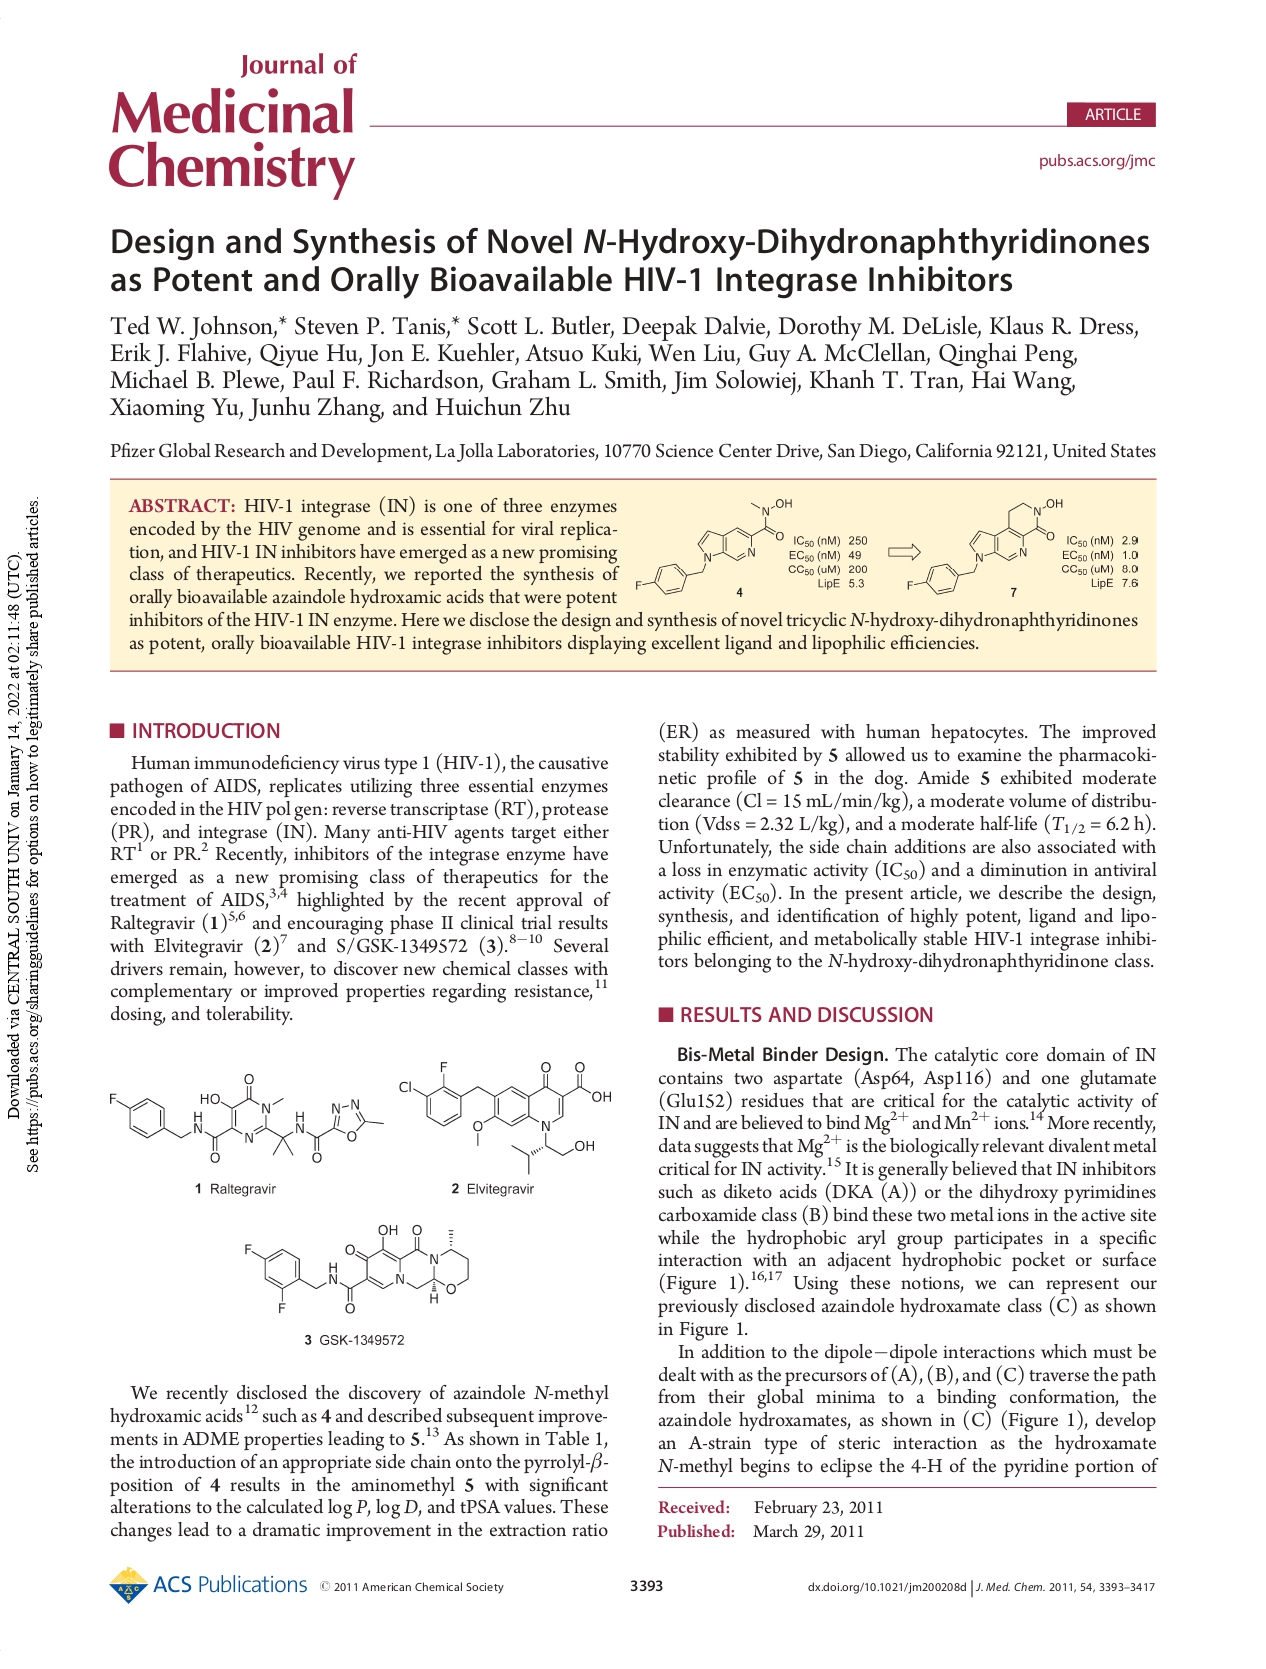 Journal of
Medicinal
Chemistry
ARTICLE
pubs.acs.org/jmc
Design and Synthesis of Novel N-Hydroxy-Dihydronaphthyridinones
as Potent and Orally Bioavailable HIV-1 Integrase Inhibitors
Ted W. Johnson,* Steven P. Tanis,* Scott L. Butler, Deepak Dalvie, Dorothy M. DeLisle, Klaus R. Dress,
Erik J. Flahive, Qiyue Hu, Jon E. Kuehler, Atsuo Kuki, Wen Liu, Guy A. McClellan, Qinghai Peng,
Michael B. Plewe, Paul F. Richardson, Graham L. Smith, Jim Solowiej, Khanh T. Tran, Hai Wang,
Xiaoming Yu, Junhu Zhang, and Huichun Zhu
Pfizer Global Research and Development, La Jolla Laboratories, 10770 Science Center Drive, San Diego, California 92121, United States
ABSTRACT: HIV-1 integrase (IN) is one of three enzymes
encoded by the HIV genome and is essential for viral replica-
tion, and HIV-1 IN inhibitors have emerged as a new promising
class of therapeutics. Recently, we reported the synthesis of
orally bioavailable azaindole hydroxamic acids that were potent
inhibitors of the HIV-1 IN enzyme. Here we disclose the design and synthesis of novel tricyclic N-hydroxy-dihydronaphthyridinones
as potent, orally bioavailable HIV-1 integrase inhibitors displaying excellent ligand and lipophilic efficiencies.
F
N
N
N
OH
O
IC50 (nM) 250
EC50 (nM) 49
CC50 (uM) 200
LipE 5.3
4
F
N
N
N
OH
O
IC50 (nM) 2.9
EC50 (nM) 1.0
CC50 (uM) 8.0
LipE 7.6
7
INTRODUCTION
Human immunodeficiency virus type 1 (HIV-1), the causative
pathogen of AIDS, replicates utilizing three essential enzymes
encoded in the HIV pol gen: reverse transcriptase (RT), protease
(PR), and integrase (IN). Many anti-HIV agents target either
RT1 or PR.2 Recently, inhibitors of the integrase enzyme have
emerged as a new promising class of therapeutics for the
treatment of AIDS,3,4 highlighted by the recent approval of
Raltegravir (1)5,6 and encouraging phase II clinical trial results
with Elvitegravir (2)7 and S/GSK-1349572 (3).8−10 Several
drivers remain, however, to discover new chemical classes with
complementary or improved properties regarding resistance,11
dosing, and tolerability.
F
H
N
O
HO
O
N
N
H
N
O
N
N
O
1 Raltegravir
Cl
F
O
O
OH
O
N
OH
2 Elvitegravir
F
F
H
N
O
O
OH
O
N
N
H
O
3 GSK-1349572
We recently disclosed the discovery of azaindole N-methyl
hydroxamic acids12 such as 4 and described subsequent improve-
ments in ADME properties leading to 5.13 As shown in Table 1,
the introduction of an appropriate side chain onto the pyrrolyl-β-
position of 4 results in the aminomethyl 5 with significant
alterations to the calculated log P, log D, and tPSA values. These
changes lead to a dramatic improvement in the extraction ratio
(ER) as measured with human hepatocytes. The improved
stability exhibited by 5 allowed us to examine the pharmacoki-
netic profile of 5 in the dog. Amide 5 exhibited moderate
clearance (Cl = 15 mL/min/kg), a moderate volume of distribu-
tion (Vdss = 2.32 L/kg), and a moderate half-life (T1/2 = 6.2 h).
Unfortunately, the side chain additions are also associated with
a loss in enzymatic activity (IC50) and a diminution in antiviral
activity (EC50). In the present article, we describe the design,
synthesis, and identification of highly potent, ligand and lipo-
philic efficient, and metabolically stable HIV-1 integrase inhibi-
tors belonging to the N-hydroxy-dihydronaphthyridinone class.
RESULTS AND DISCUSSION
Bis-Metal Binder Design. The catalytic core domain of IN
contains two aspartate (Asp64, Asp116) and one glutamate
(Glu152) residues that are critical for the catalytic activity of
IN and are believed to bind Mg2+ and Mn2+ ions.14 More recently,
data suggests that Mg2+ is the biologically relevant divalent metal
critical for IN activity.15 It is generally believed that IN inhibitors
such as diketo acids (DKA (A)) or the dihydroxy pyrimidines
carboxamide class (B) bind these two metal ions in the active site
while the hydrophobic aryl group participates in a specific
interaction with an adjacent hydrophobic pocket or surface
(Figure 1).16,17 Using these notions, we can represent our
previously disclosed azaindole hydroxamate class (C) as shown
in Figure 1.
In addition to the dipole−dipole interactions which must be
dealt with as the precursors of (A), (B), and (C) traverse the path
from their global minima to a binding conformation, the
azaindole hydroxamates, as shown in (C) (Figure 1), develop
an A-strain type of steric interaction as the hydroxamate
N-methyl begins to eclipse the 4-H of the pyridine portion of
Received: February 23, 2011
Published: March 29, 2011
ACS Publications
© 2011 American Chemical Society
3393
dx.doi.org/10.1021/jm200208d | J. Med. Chem. 2011, 54, 3393–3417
Downloaded via CENTRAL SOUTH UNIV on January 14, 2022 at 02:11:48 (UTC).
See https://pubs.acs.org/sharingguidelines for options on how to legitimately share published articles.